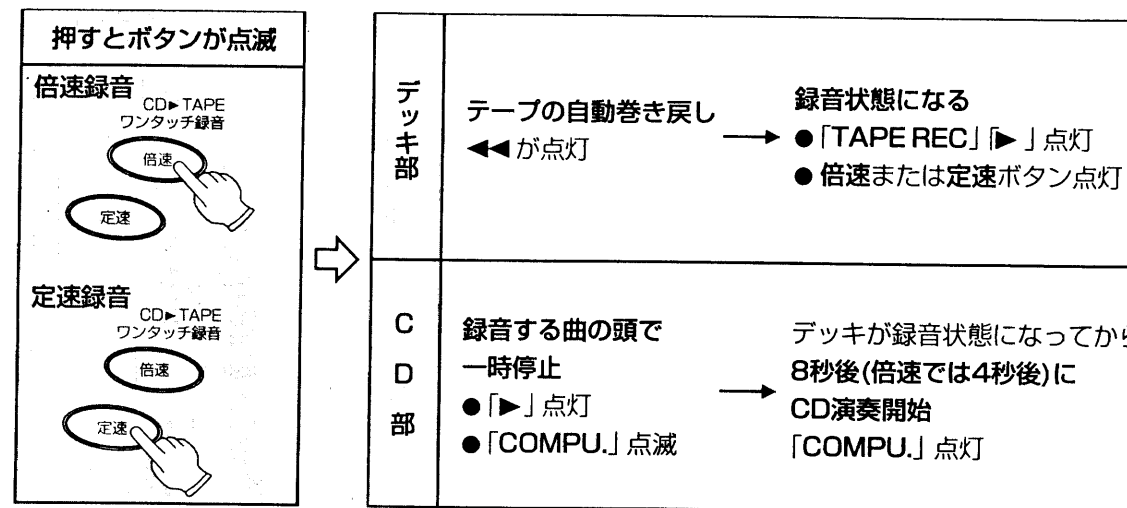 押すとボタンが点滅
倍速録音
CD▶TAPE
ワンタッチ録音
倍速
定速
定速録音
CD▶TAPE
ワンタッチ録音
倍速
定速
デッキ部
テープの自動巻き戻し
◀◀が点灯
録音状態になる
●「TAPE REC」「▶」点灯
●倍速または定速ボタン点灯
CD部
録音する曲の頭で
一時停止
●「▶」点灯
●「COMPU.」点滅
デッキが録音状態になってから
8秒後(倍速では4秒後)に
CD演奏開始
「COMPU.」点灯